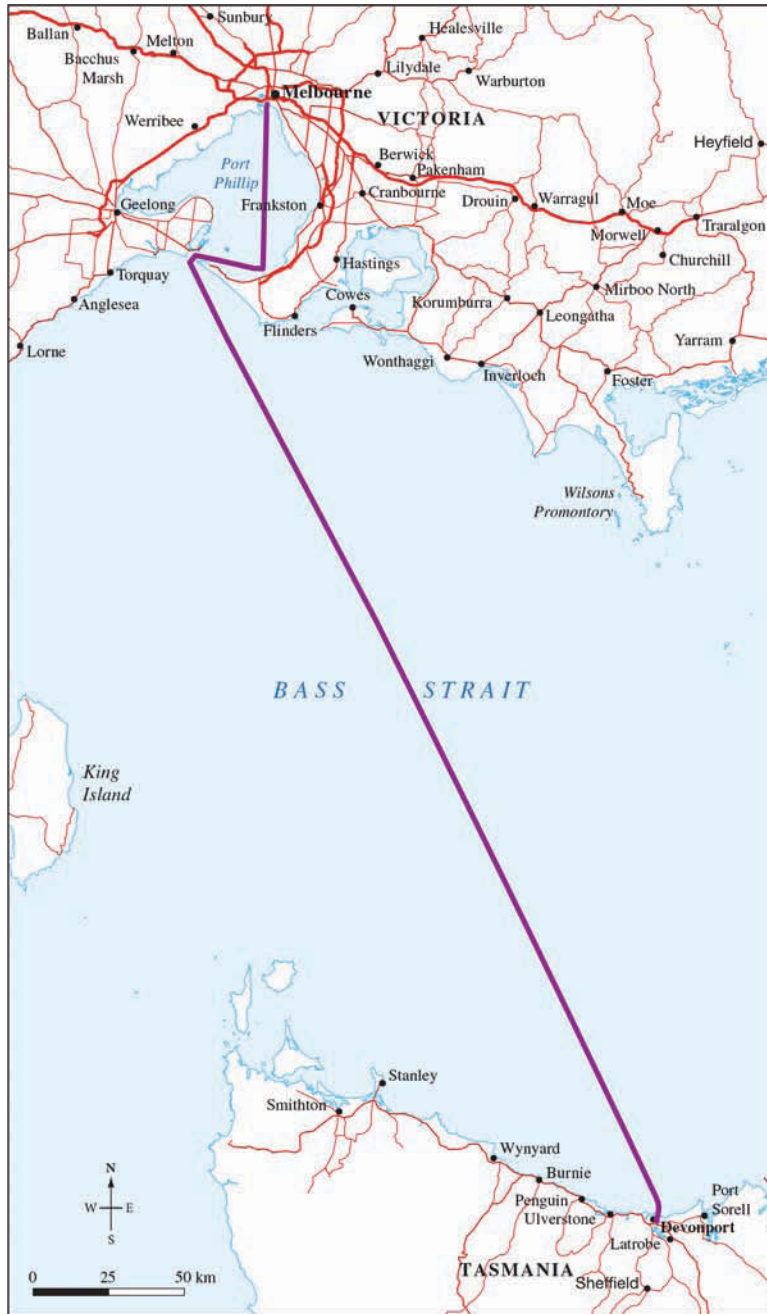 Sunbury
Ballan
Healesville
Bacchus
Marsh
Melton
Lilydale
Warburton
Melbourne
VICTORIA
Werribee
Heyfield
Port
Phillip
Berwick
Pakenham
Cranbourne
Geelong
Frankston
Drouin
Warragul
Moe
Morwell
Traralgon
Churchill
Torquay
Hastings
Anglesea
Cowes
Korumburra
Mirboo North
Flinders
Leongatha
Lorne
Yarram
Wonthaggi
Inverloch
Foster
Wilsons
Promontory
BASS STRAIT
King
Island
Stanley
Smithton
Wynyard
Burnie
N
W E
S
Penguin
Ulverstone
Port
Sorell
Devonport
Latrobe
TASMANIA
Sheffield
0 25 50 km